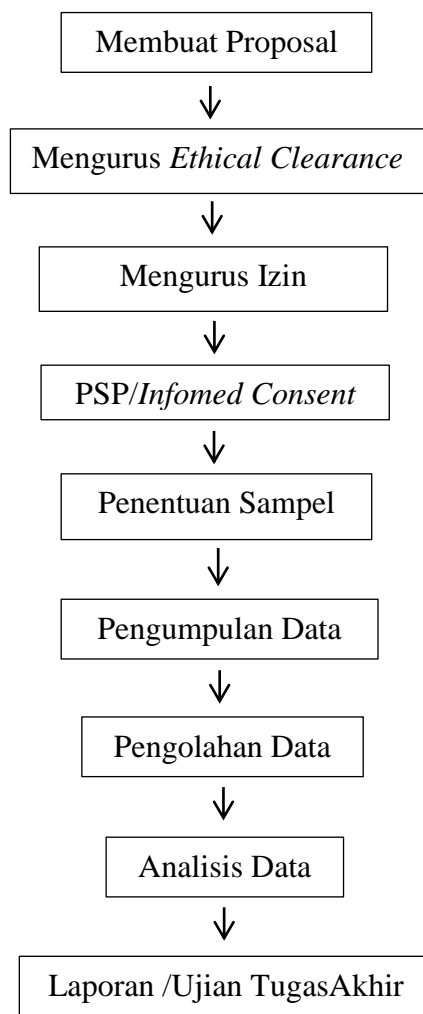 Membuat Proposal
Mengurus Ethical Clearance
Mengurus Izin
PSP/Infomed Consent
Penentuan Sampel
Pengumpulan Data
Pengolahan Data
Analisis Data
Laporan /Ujian TugasAkhir